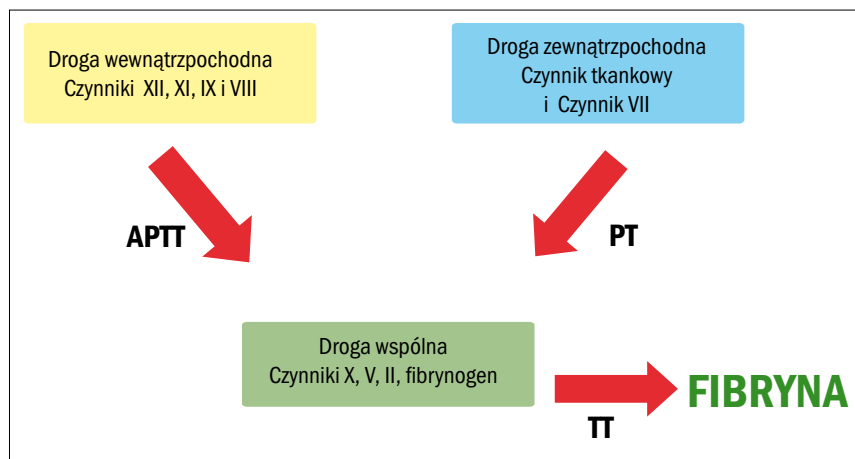 Droga wewnątrzpochodna
Czynniki XII, XI, IX i VIII
Droga zewnątrzpochodna
Czynnik tkankowy
i Czynnik VII
APTT
PT
Droga wspólna
Czynniki X, V, II, fibrynogen
FIBRYNA
TT